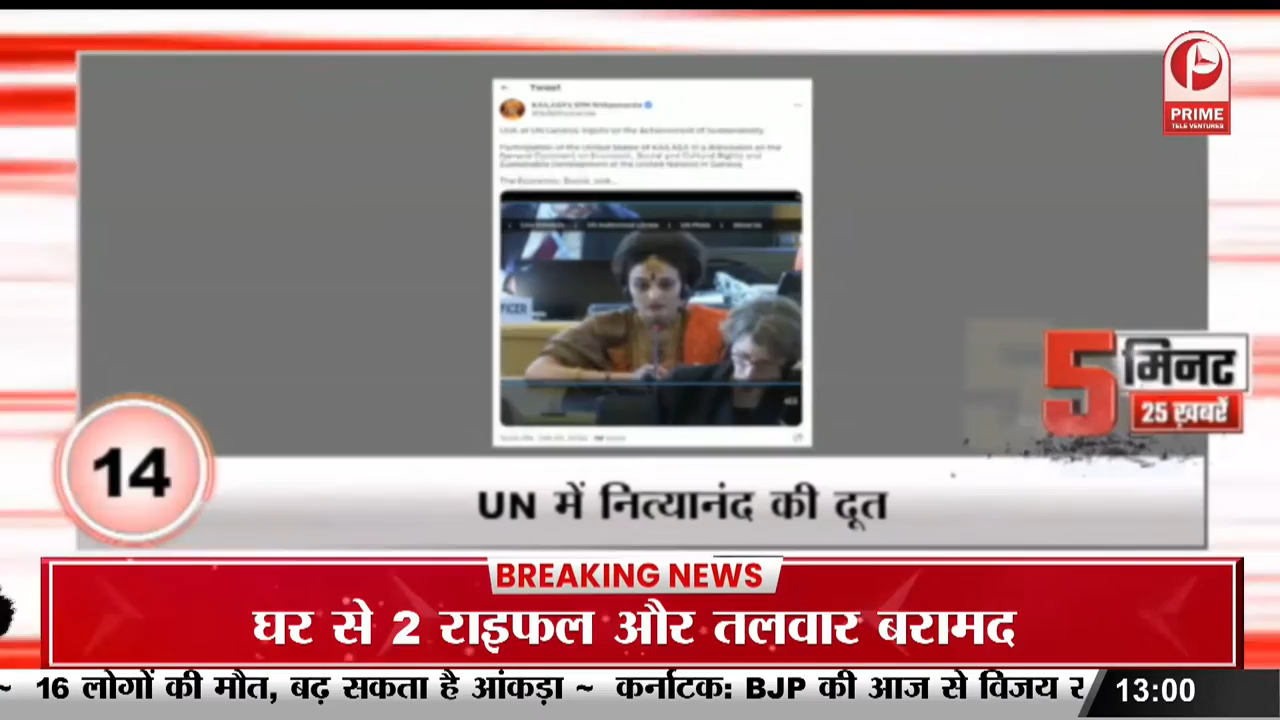 PRIME
TELE VENTURES
Tweet
5 मिनट
25 ख़बरें
14
UN में नित्यानंद की दूत
BREAKING NEWS
घर से 2 राइफल और तलवार बरामद
~ 16 लोगों की मौत, बढ़ सकता है आंकड़ा ~ कर्नाटक: BJP की आज से विजय
13:00